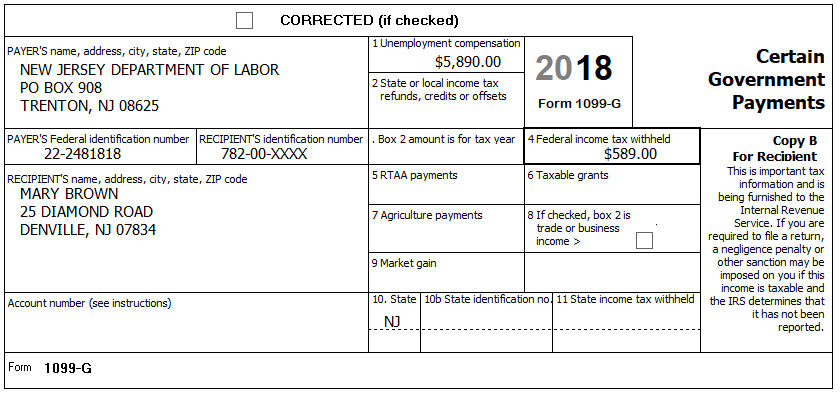 CORRECTED (if checked)
PAYER'S name, address, city, state, ZIP code
NEW JERSEY DEPARTMENT OF LABOR
PO BOX 908
TRENTON, NJ 08625
1 Unemployment compensation
$5,890.00
2 State or local income tax
refunds, credits or offsets
2018
Form 1099-G
Certain
Government
Payments
PAYER'S Federal identification number
22-2481818
RECIPIENT'S identification number
782-00-XXXX
. Box 2 amount is for tax year
4 Federal income tax withheld
$589.00
Copy B
For Recipient
This is important tax
information and is
being furnished to the
Internal Revenue
Service. If you are
required to file a return,
a negligence penalty or
other sanction may be
imposed on you if this
income is taxable and
the IRS determines that
it has not been
reported.
RECIPIENT'S name, address, city, state, ZIP code
MARY BROWN
25 DIAMOND ROAD
DENVILLE, NJ 07834
5 RTAA payments
6 Taxable grants
7 Agriculture payments
8 If checked, box 2 is
trade or business
income >
9 Market gain
Account number (see instructions)
10. State
NJ
10b State identification no.
11 State income tax withheld
Form 1099-G